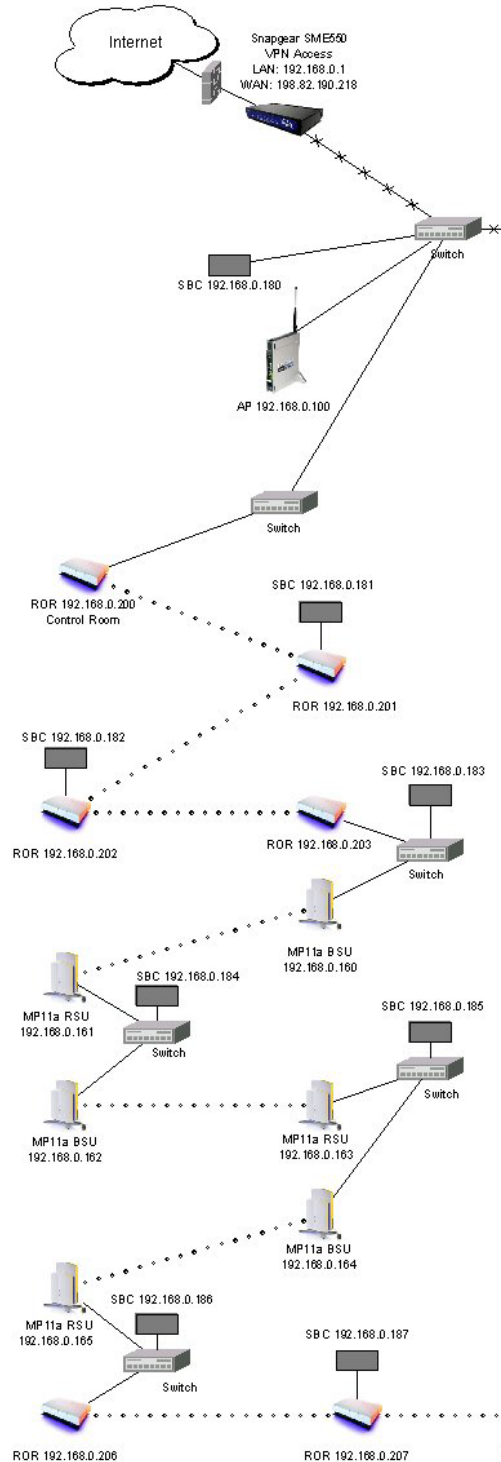 Internet
Snapgear SME550
VPN Access
LAN: 192.168.0.1
WAN: 198.82.190.218
Switch
SBC 192.168.0.180
AP 192.168.0.100
Switch
ROR 192.168.0.200
Control Room
SBC 192.168.0.181
ROR 192.168.0.201
SBC 192.168.0.182
SBC 192.168.0.183
ROR 192.168.0.202
ROR 192.168.0.203
Switch
MP11a BSU
192.168.0.160
SBC 192.168.0.184
MP11a RSU
192.168.0.161
Switch
SBC 192.168.0.185
Switch
MP11a BSU
192.168.0.162
MP11a RSU
192.168.0.163
MP11a BSU
192.168.0.164
MP11a RSU
192.168.0.165
SBC 192.168.0.186
Switch
SBC 192.168.0.187
ROR 192.168.0.206
ROR 192.168.0.207